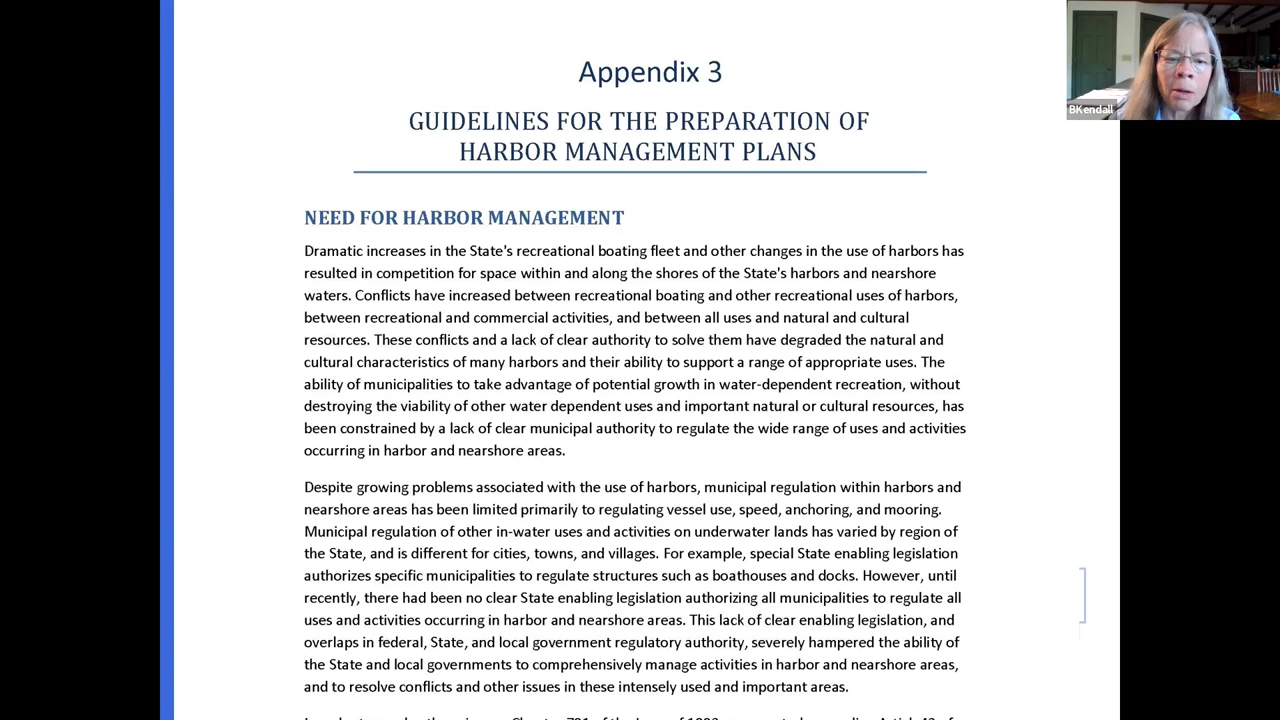 Appendix 3
GUIDELINES FOR THE PREPARATION OF
HARBOR MANAGEMENT PLANS
BKendall
NEED FOR HARBOR MANAGEMENT
Dramatic increases in the State's recreational boating fleet and other changes in the use of harbors has
resulted in competition for space within and along the shores of the State's harbors and nearshore
waters. Conflicts have increased between recreational boating and other recreational uses of harbors,
between recreational and commercial activities, and between all uses and natural and cultural
resources. These conflicts and a lack of clear authority to solve them have degraded the natural and
cultural characteristics of many harbors and their ability to support a range of appropriate uses. The
ability of municipalities to take advantage of potential growth in water-dependent recreation, without
destroying the viability of other water dependent uses and important natural or cultural resources, has
been constrained by a lack of clear municipal authority to regulate the wide range of uses and activities
occurring in harbor and nearshore areas.
Despite growing problems associated with the use of harbors, municipal regulation within harbors and
nearshore areas has been limited primarily to regulating vessel use, speed, anchoring, and mooring.
Municipal regulation of other in-water uses and activities on underwater lands has varied by region of
the State, and is different for cities, towns, and villages. For example, special State enabling legislation
authorizes specific municipalities to regulate structures such as boathouses and docks. However, until
recently, there had been no clear State enabling legislation authorizing all municipalities to regulate all
uses and activities occurring in harbor and nearshore areas. This lack of clear enabling legislation, and
overlaps in federal, State, and local government regulatory authority, severely hampered the ability of
the State and local governments to comprehensively manage activities in harbor and nearshore areas,
and to resolve conflicts and other issues in these intensely used and important areas.